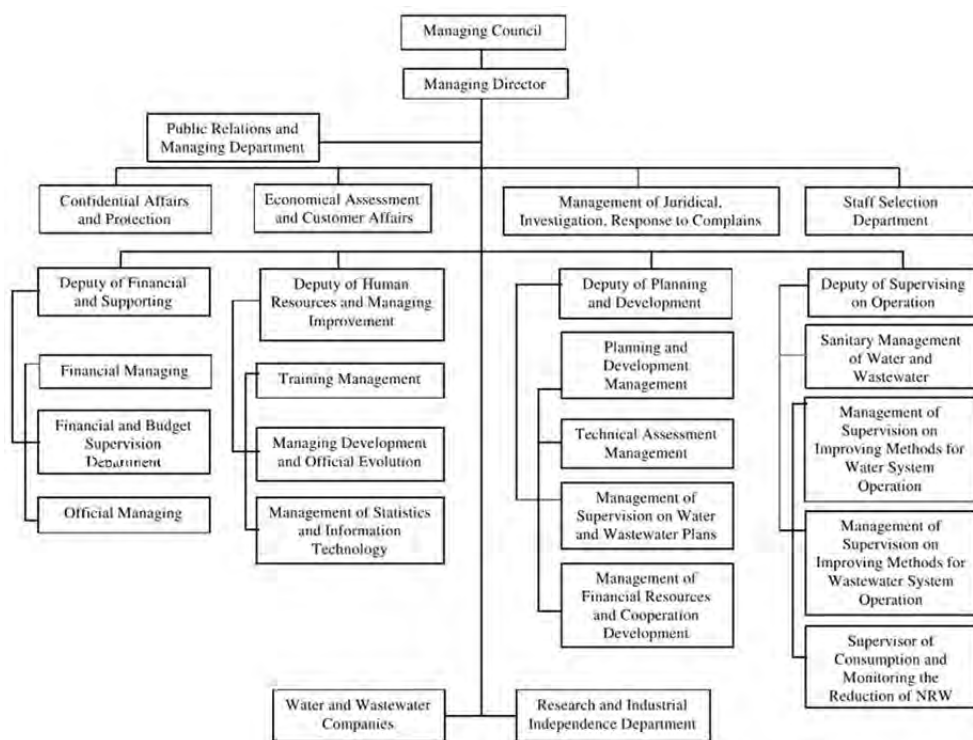 Managing Council
Managing Director
Public Relations and
Managing Department
Confidential Affairs
and Protection
Economical Assessment
and Customer Affairs
Management of Juridical,
Investigation, Response to Complains
Staff Selection
Department
Deputy of Financial
and Supporting
Financial Managing
Financial and Budget
Supervision
Department
Official Managing
Deputy of Human
Resources and Managing
Improvement
Training Management
Managing Development
and Official Evolution
Management of Statistics
and Information
Technology
Deputy of Planning
and Development
Planning and
Development
Management
Technical Assessment
Management
Management of
Supervision on Water
and Wastewater Plans
Management of
Financial Resources
and Cooperation
Development
Deputy of Supervising
on Operation
Sanitary Management
of Water and
Wastewater
Management of
Supervision on
Improving Methods for
Water System
Operation
Management of
Supervision on
Improving Methods for
Wastewater System
Operation
Supervisor of
Consumption and
Monitoring the
Reduction of NRW
Water and Wastewater
Companies
Research and Industrial
Independence Department